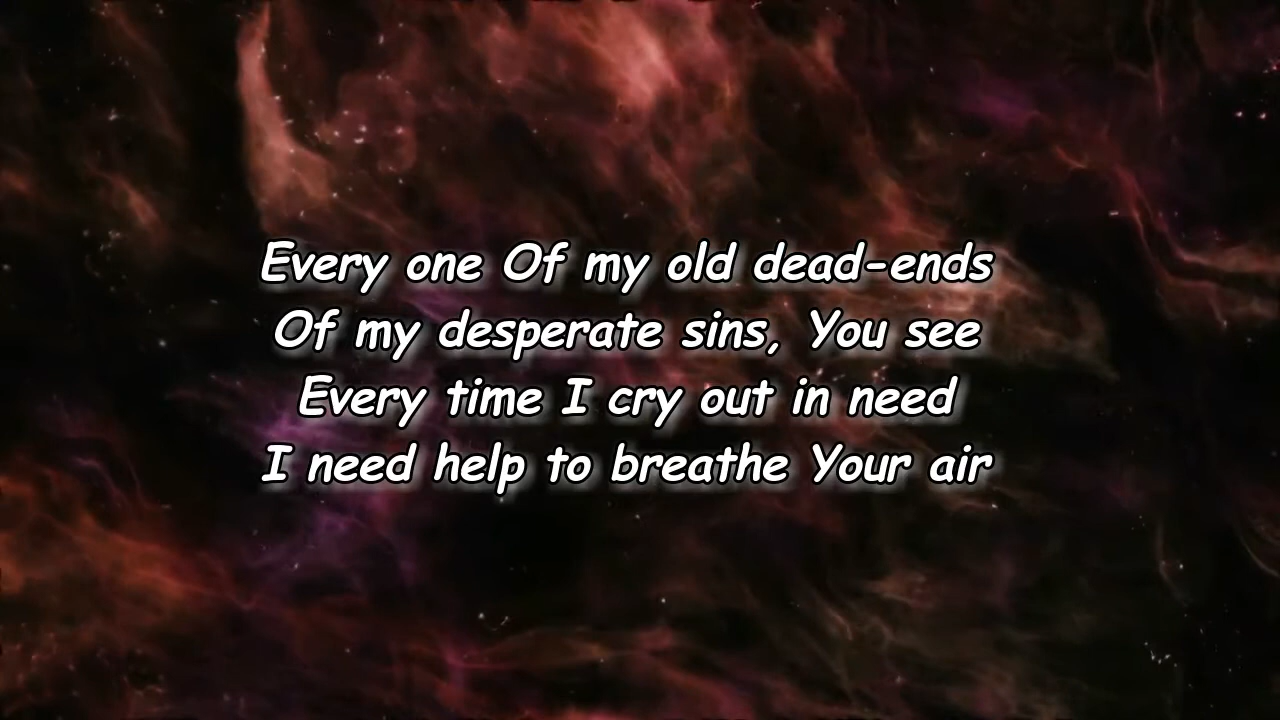 Every one Of my old dead-ends
Of my desperate sins, You see
Every time I cry out in need
I need help to breathe Your air